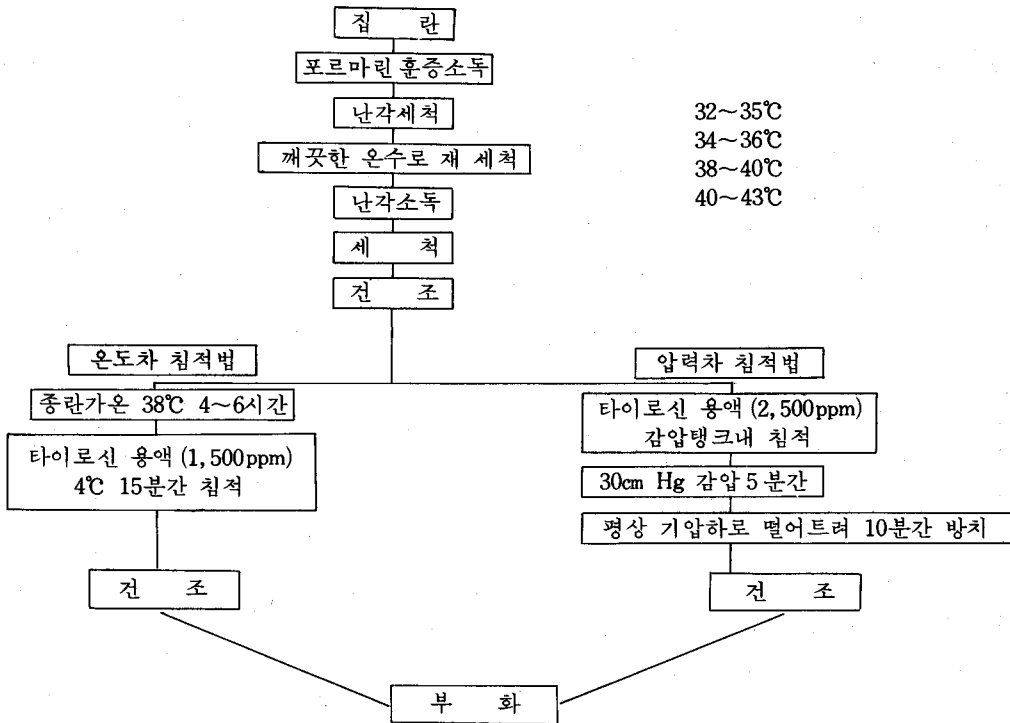 집 란
포르마린 훈증소독
난각세척
깨끗한 온수로 재 세척
난각소독
세 척
건 조
32~35℃
34~36℃
38~40℃
40~43℃
온도차 침적법
종란가온 38℃ 4~6시간
타이로신 용액 (1,500ppm)
4℃ 15분간 침적
건 조
압력차 침적법
타이로신 용액 (2,500ppm)
감압탱크내 침적
30cm Hg 감압 5 분간
평상 기압하로 떨어트려 10분간 방치
건 조
부 화